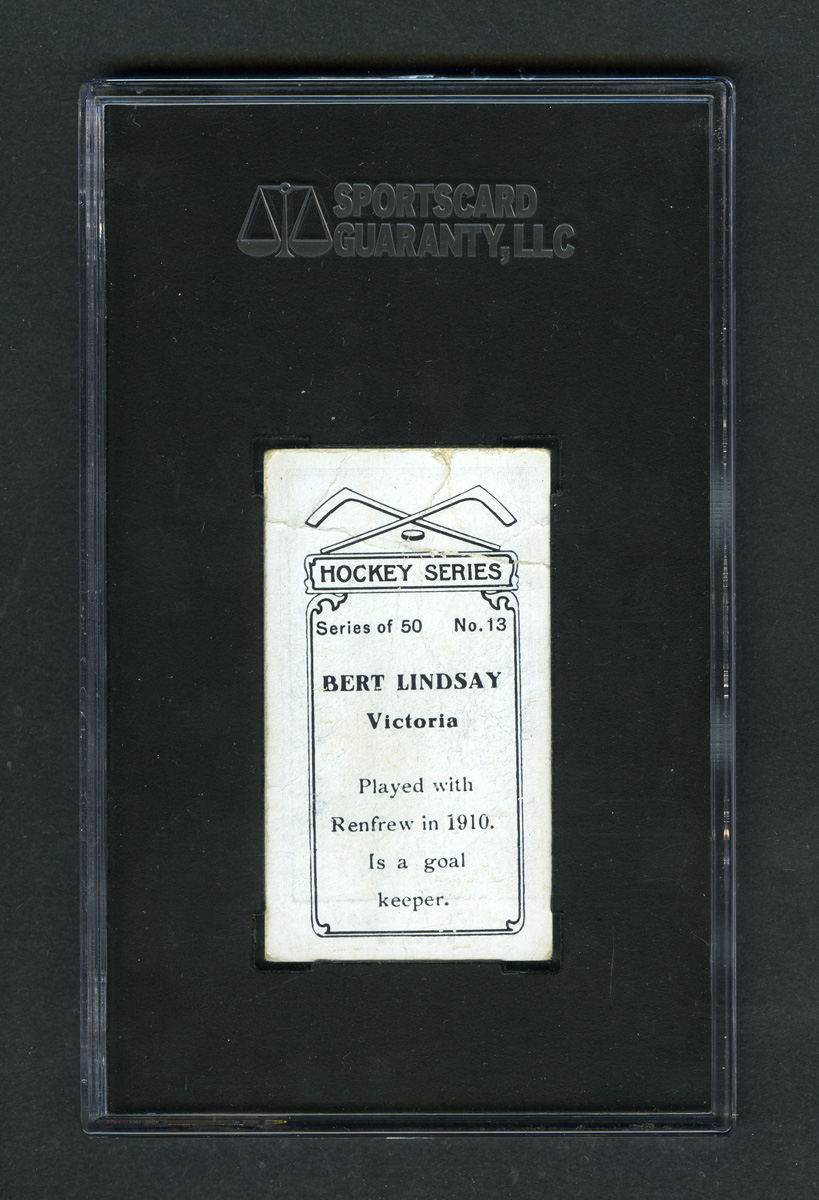 SPORTSCARD
GUARANTY, LLC
HOCKEY SERIES
Series of 50 No.13
BERT LINDSAY
Victoria
Played with
Renfrew in 1910.
Is a goal
keeper.